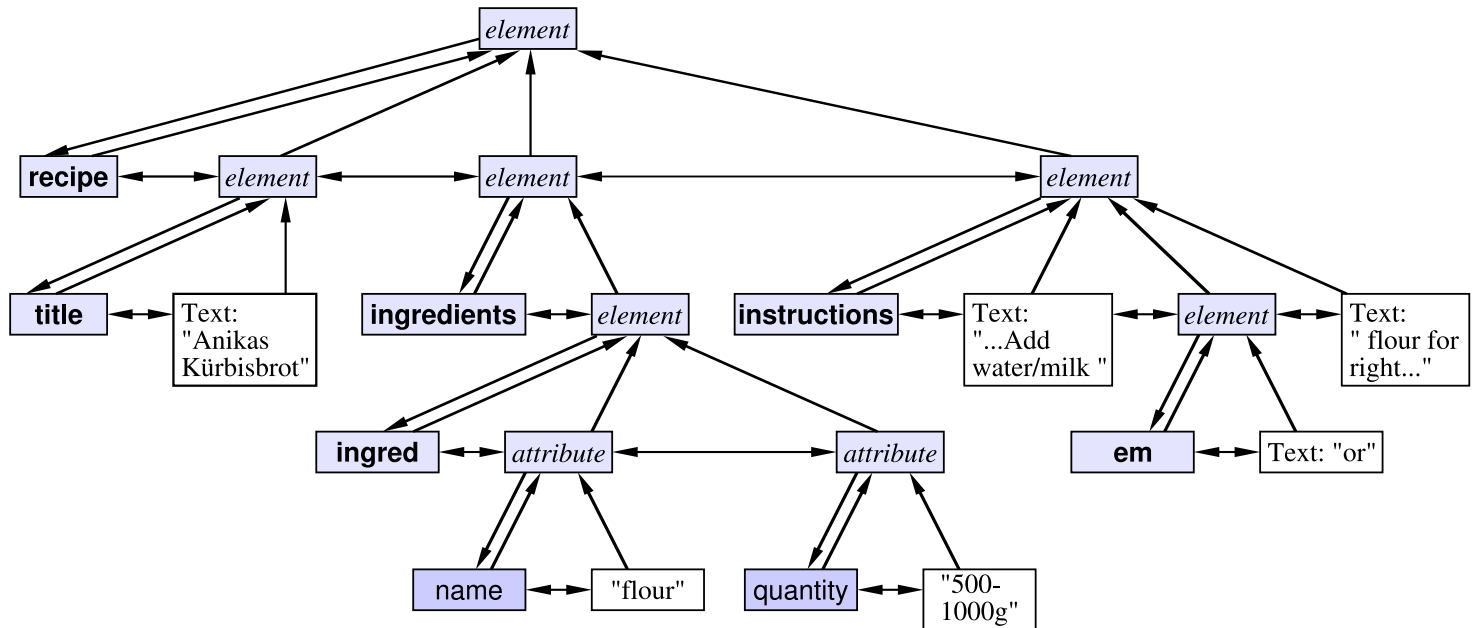 element
recipe
element
element
element
title
Text:
"Anikas
Kürbisbrot"
ingredients
element
instructions
Text:
"...Add
water/milk "
element
Text:
" flour for
right..."
ingred
attribute
attribute
em
Text: "or"
name
"flour"
quantity
"500-
1000g"